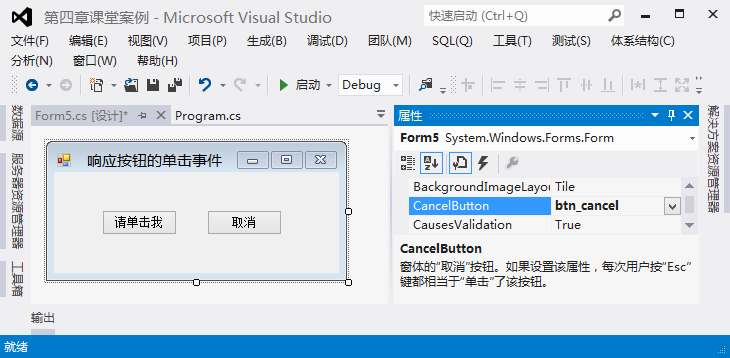 第四章课堂案例 - Microsoft Visual Studio
快速启动 (Ctrl+Q)
文件(F) 编辑(E) 视图(V) 项目(P) 生成(B) 调试(D) 团队(M) SQL(Q) 工具(T) 测试(S) 体系结构(C)
分析(N) 窗口(W) 帮助(H)
启动 Debug
数据源
服务器资源管理器
工具箱
Form5.cs [设计]* Program.cs
响应按钮的单击事件
请单击我 取消
属性
Form5 System.Windows.Forms.Form
BackgroundImageLayou Tile
CancelButton btn_cancel
CausesValidation True
CancelButton
窗体的“取消”按钮。如果设置该属性，每次用户按“Esc”
键都相当于“单击”了该按钮。
解决方案资源管理器
输出
就绪